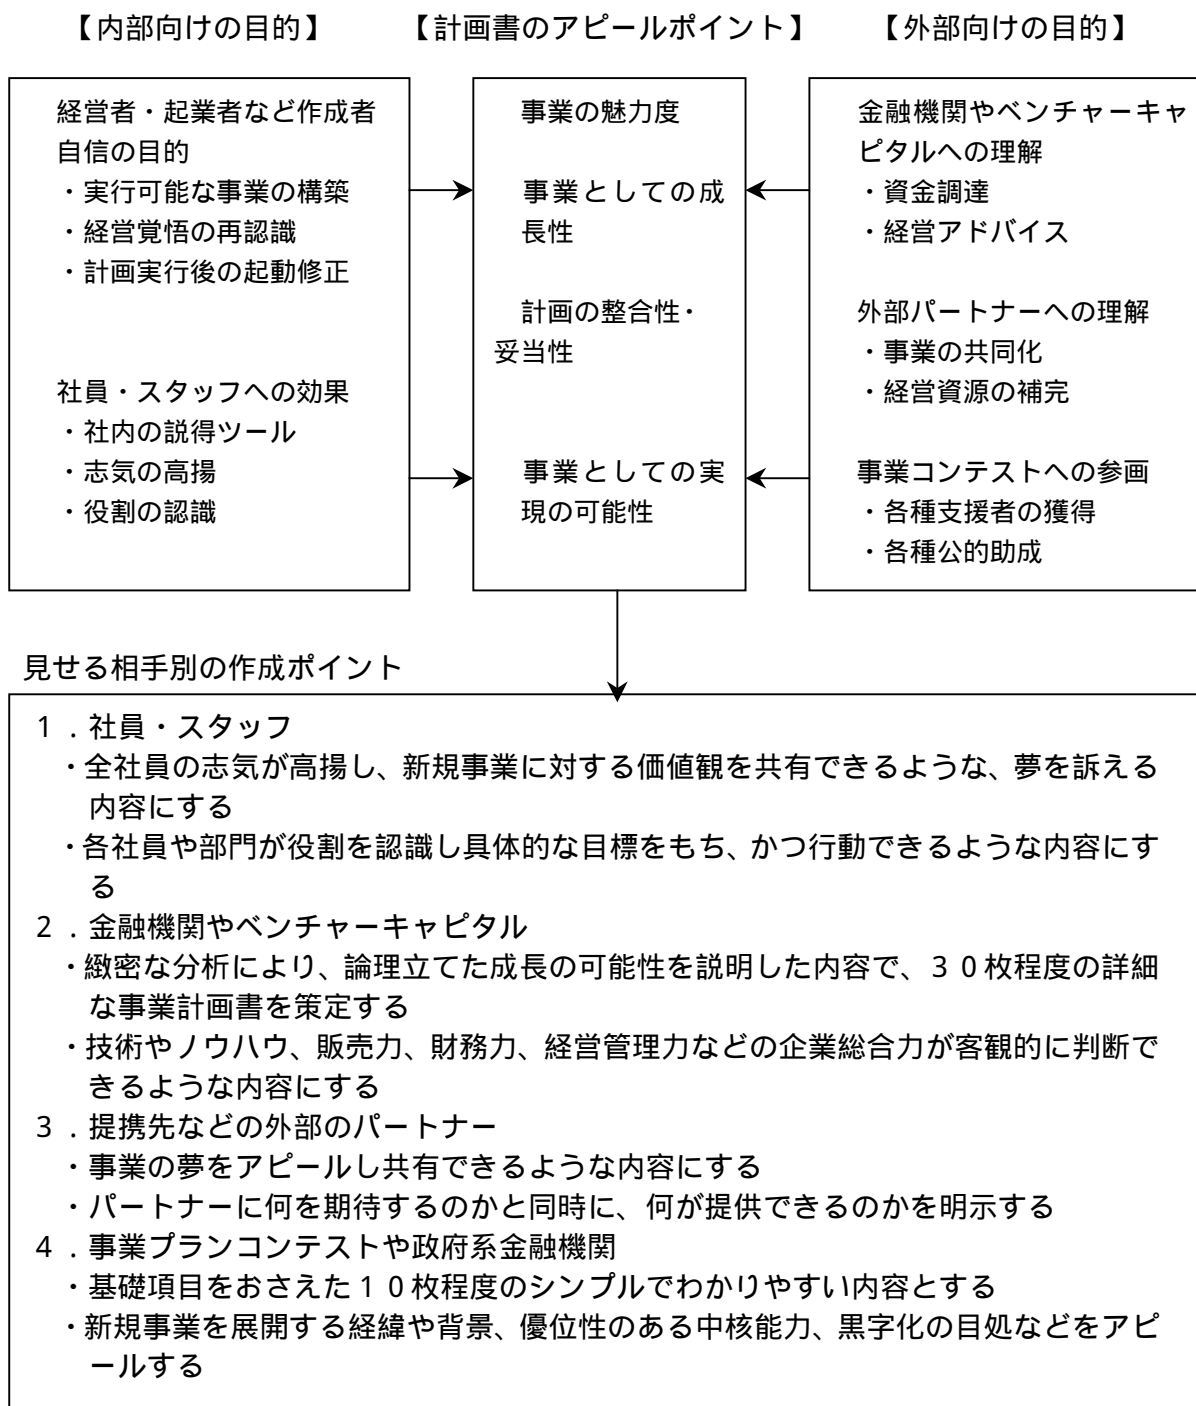 【内部向けの目的】
【計画書のアピールポイント】
【外部向けの目的】
経営者・起業者など作成者
自信の目的
・実行可能な事業の構築
・経営覚悟の再認識
・計画実行後の起動修正
社員・スタッフへの効果
・社内の説得ツール
・志気の高揚
・役割の認識
事業の魅力度
事業としての成
長性
計画の整合性・
妥当性
事業としての実
現の可能性
金融機関やベンチャーキャ
ピタルへの理解
・資金調達
・経営アドバイス
外部パートナーへの理解
・事業の共同化
・経営資源の補完
事業コンテストへの参画
・各種支援者の獲得
・各種公的助成
見せる相手別の作成ポイント
1．社員・スタッフ
・全社員の志気が高揚し、新規事業に対する価値観を共有できるような、夢を訴える
内容にする
・各社員や部門が役割を認識し具体的な目標をもち、かつ行動できるような内容にす
る
2．金融機関やベンチャーキャピタル
・緻密な分析により、論理立てた成長の可能性を説明した内容で、30枚程度の詳細
な事業計画書を策定する
・技術やノウハウ、販売力、財務力、経営管理力などの企業総合力が客観的に判断で
きるような内容にする
3．提携先などの外部のパートナー
・事業の夢をアピールし共有できるような内容にする
・パートナーに何を期待するのかと同時に、何が提供できるのかを明示する
4．事業プランコンテストや政府系金融機関
・基礎項目をおさえた10枚程度のシンプルでわかりやすい内容とする
・新規事業を展開する経緯や背景、優位性のある中核能力、黒字化の目処などをアピ
ールする